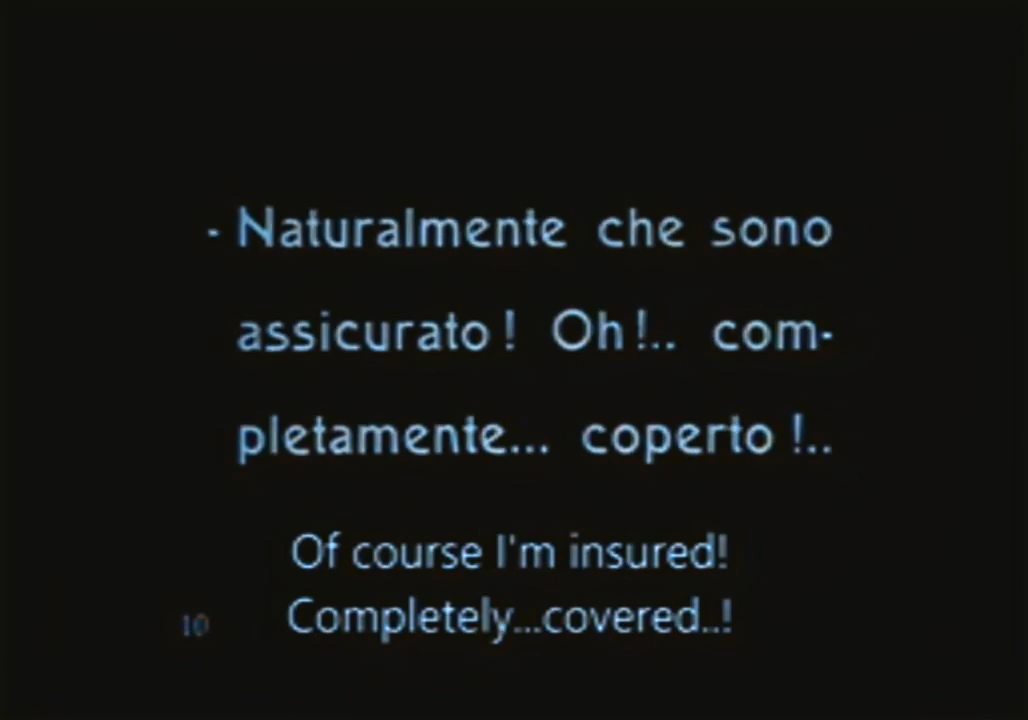 - Naturalmente che sono
assicurato! Oh!.. com-
pletamente... coperto!..
Of course I'm insured!
Completely...covered..!
10